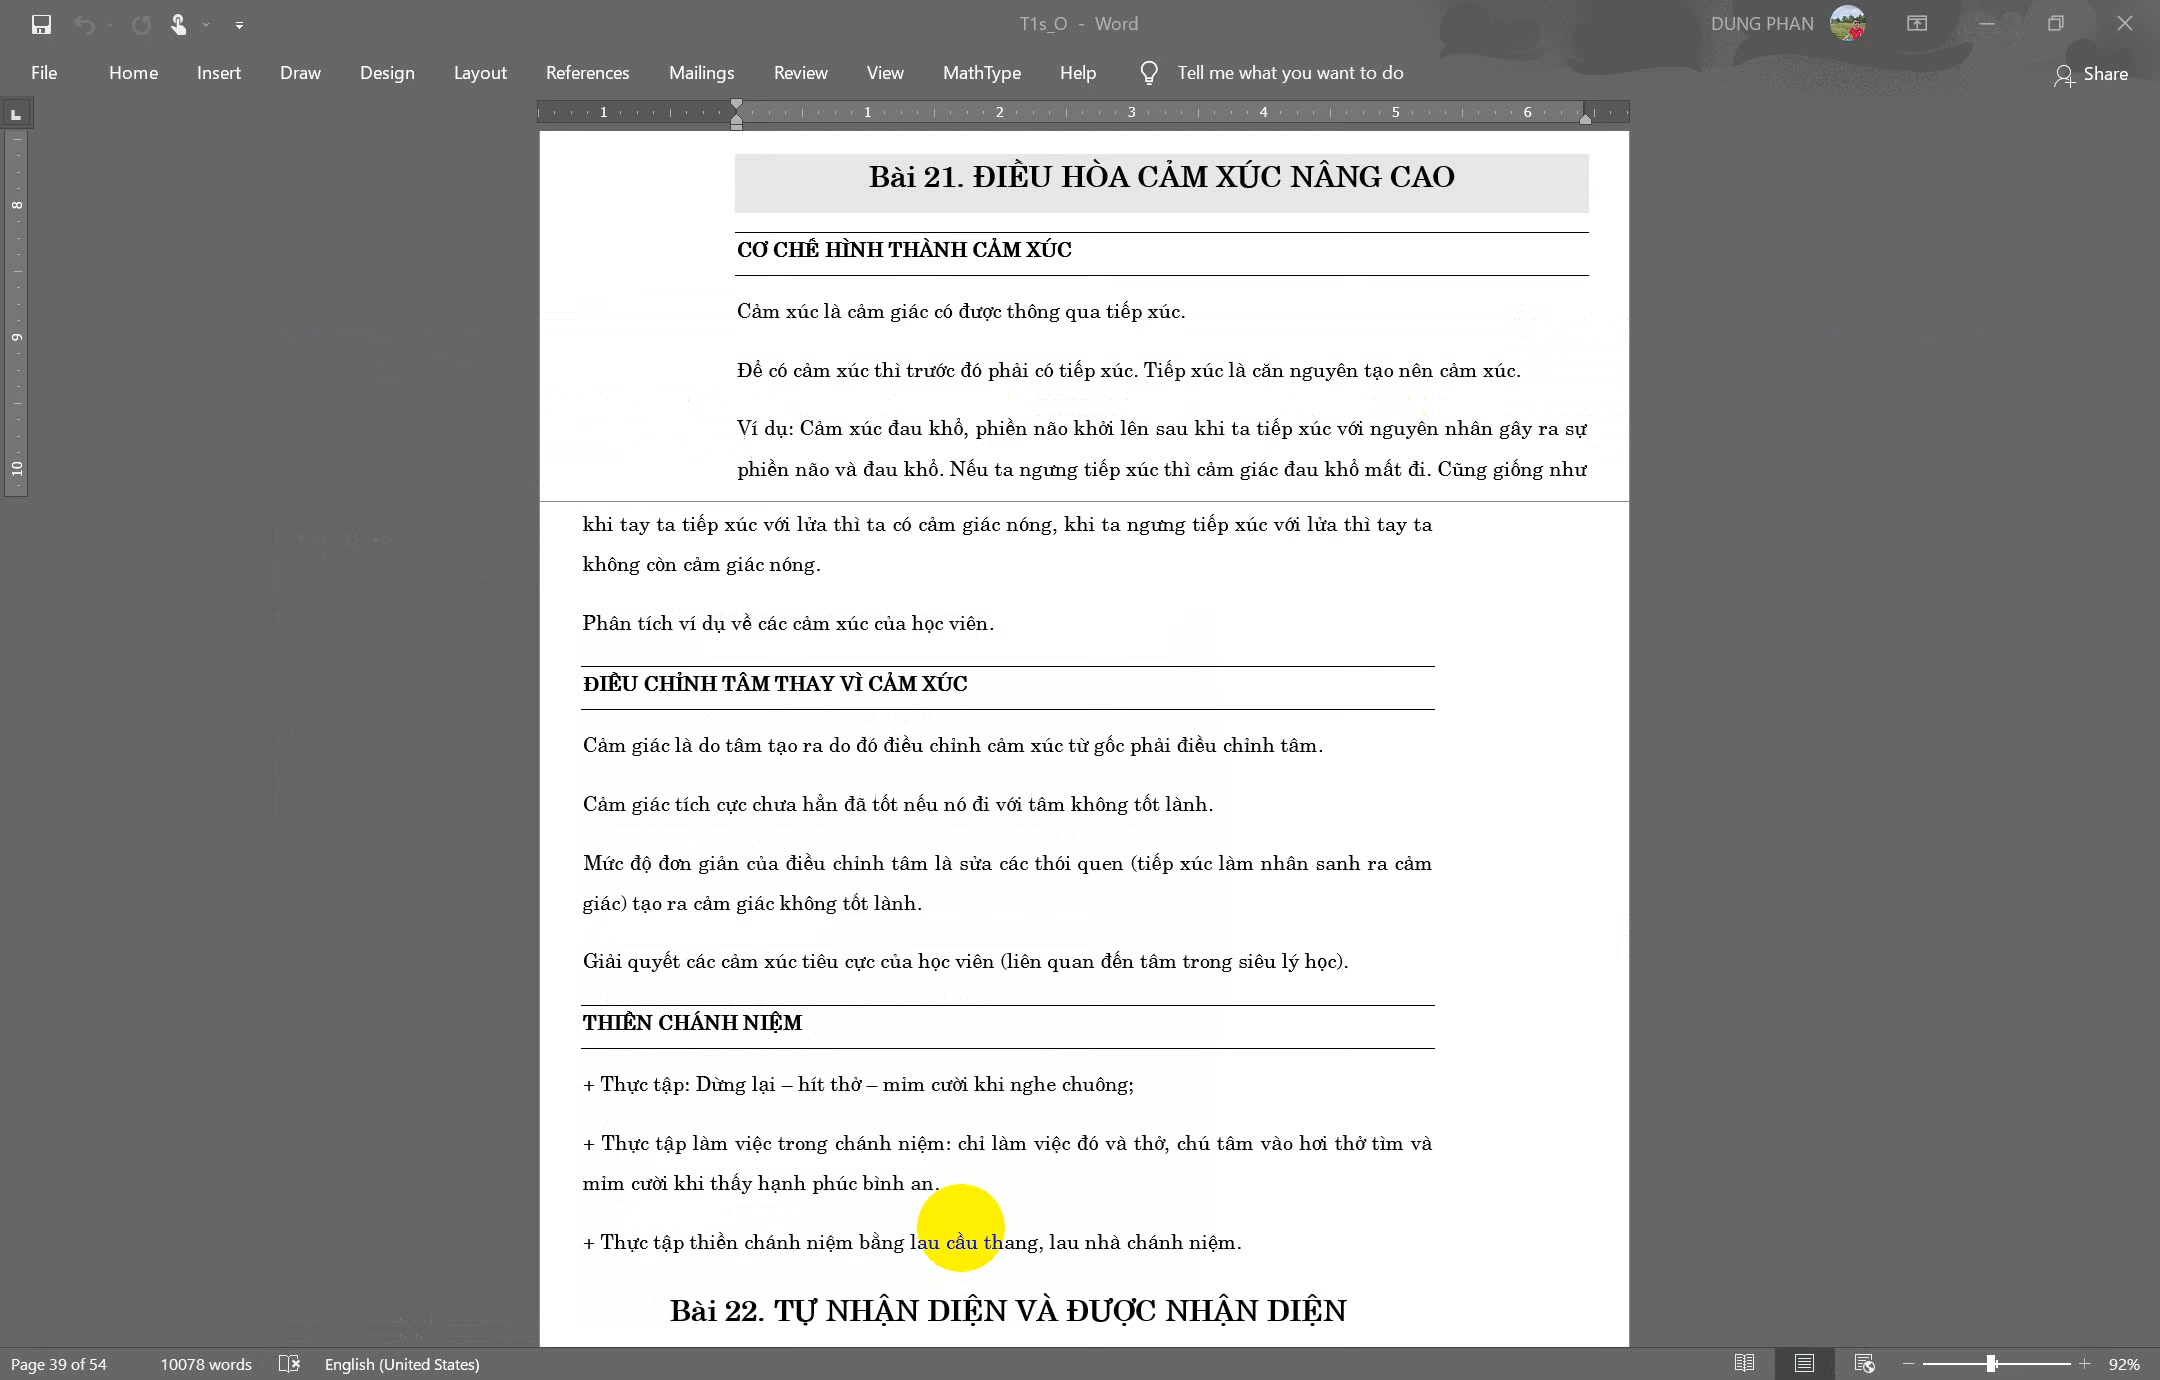 T1s_O - Word
DUNG PHAN
File Home Insert Draw Design Layout References Mailings Review View MathType Help Tell me what you want to do Share
L
1 1 2 3 4 5 6
8
9
10
Bài 21. ĐIỀU HÒA CẢM XÚC NÂNG CAO
CƠ CHẾ HÌNH THÀNH CẢM XÚC
Cảm xúc là cảm giác có được thông qua tiếp xúc.
Để có cảm xúc thì trước đó phải có tiếp xúc. Tiếp xúc là căn nguyên tạo nên cảm xúc.
Ví dụ: Cảm xúc đau khổ, phiền não khởi lên sau khi ta tiếp xúc với nguyên nhân gây ra sự
phiền não và đau khổ. Nếu ta ngưng tiếp xúc thì cảm giác đau khổ mất đi. Cũng giống như
khi tay ta tiếp xúc với lửa thì ta có cảm giác nóng, khi ta ngưng tiếp xúc với lửa thì tay ta
không còn cảm giác nóng.
Phân tích ví dụ về các cảm xúc của học viên.
ĐIỀU CHỈNH TÂM THAY VÌ CẢM XÚC
Cảm giác là do tâm tạo ra do đó điều chỉnh cảm xúc từ gốc phải điều chỉnh tâm.
Cảm giác tích cực chưa hẳn đã tốt nếu nó đi với tâm không tốt lành.
Mức độ đơn giản của điều chỉnh tâm là sửa các thói quen (tiếp xúc làm nhân sanh ra cảm
giác) tạo ra cảm giác không tốt lành.
Giải quyết các cảm xúc tiêu cực của học viên (liên quan đến tâm trong siêu lý học).
THIỀN CHÁNH NIỆM
+ Thực tập: Dừng lại – hít thở – mỉm cười khi nghe chuông;
+ Thực tập làm việc trong chánh niệm: chỉ làm việc đó và thở, chú tâm vào hơi thở tìm và
mỉm cười khi thấy hạnh phúc bình an.
+ Thực tập thiền chánh niệm bằng lau cầu thang, lau nhà chánh niệm.
Bài 22. TỰ NHẬN DIỆN VÀ ĐƯỢC NHẬN DIỆN
Page 39 of 54 10078 words English (United States) 92%